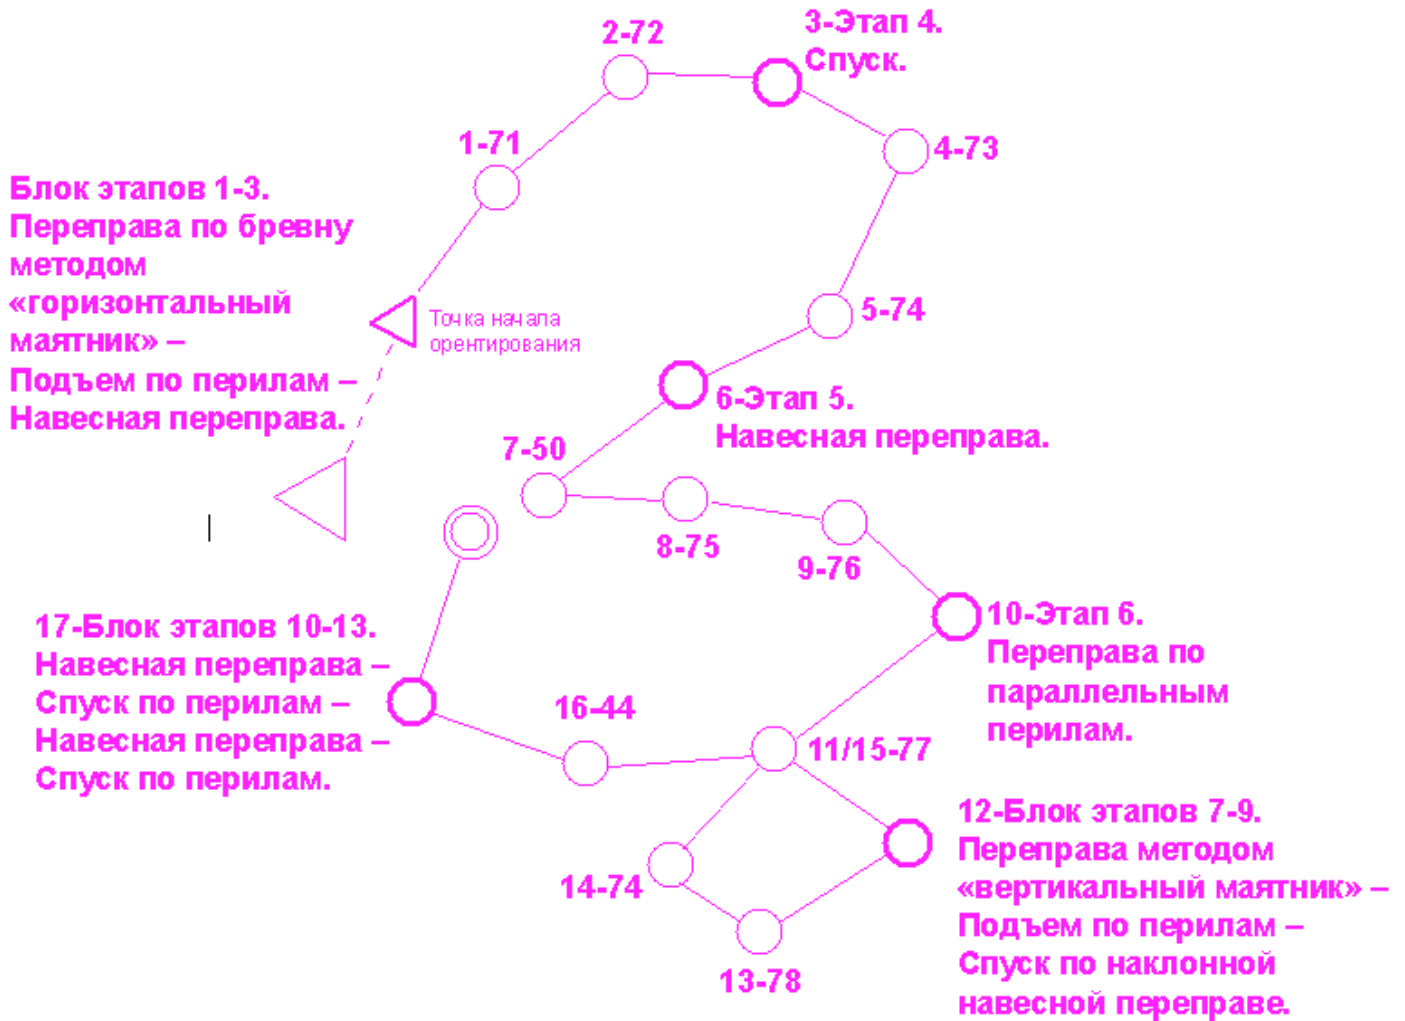 2-72
3-Этап 4.
Спуск.
1-71
4-73
Блок этапов 1-3.
Переправа по бревну
методом
«горизонтальный
маятник» –
Подъем по перилам –
Навесная переправа.
Точка начала
орентирования
5-74
6-Этап 5.
Навесная переправа.
7-50
8-75
9-76
10-Этап 6.
Переправа по
параллельным
перилам.
17-Блок этапов 10-13.
Навесная переправа –
Спуск по перилам –
Навесная переправа –
Спуск по перилам.
16-44
11/15-77
12-Блок этапов 7-9.
Переправа методом
«вертикальный маятник» –
Подъем по перилам –
Спуск по наклонной
навесной переправе.
14-74
13-78